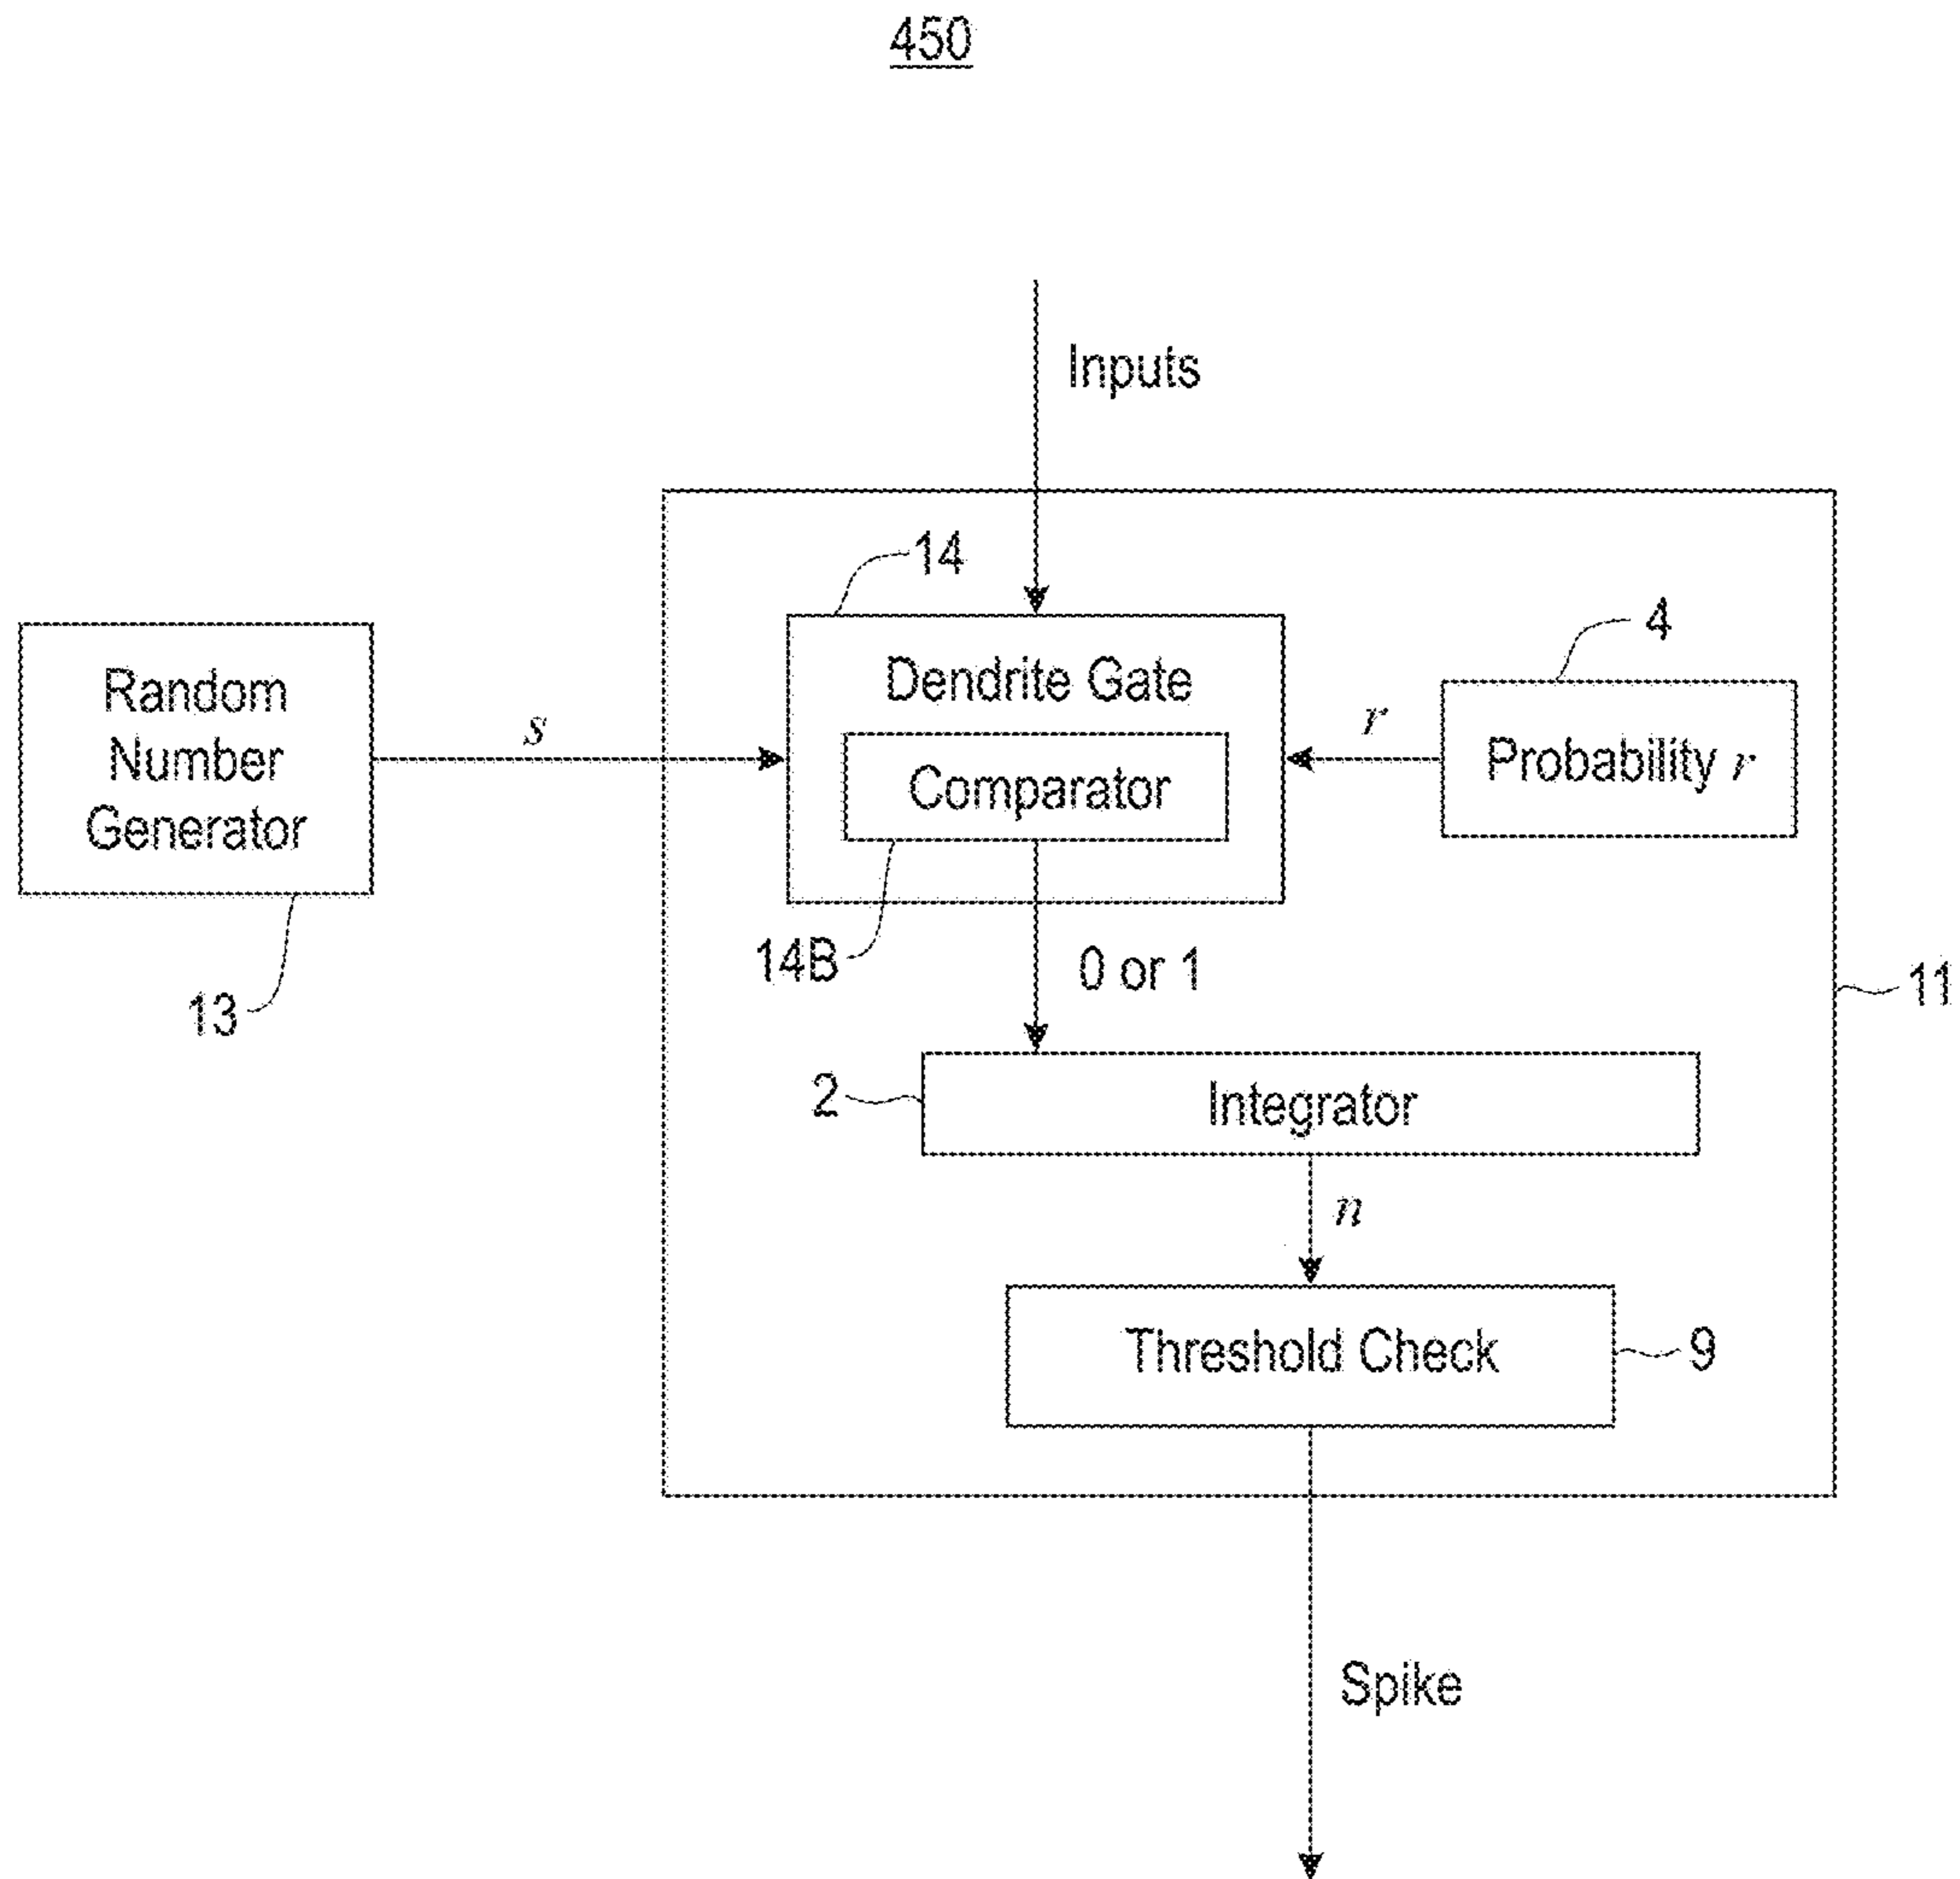 450
Inputs
14
Dendrite Gate
4
Random
Number
Generator
s
r
Probability r
Comparator
14B
0 or 1
13
11
2
Integrator
n
Threshold Check
9
Spike